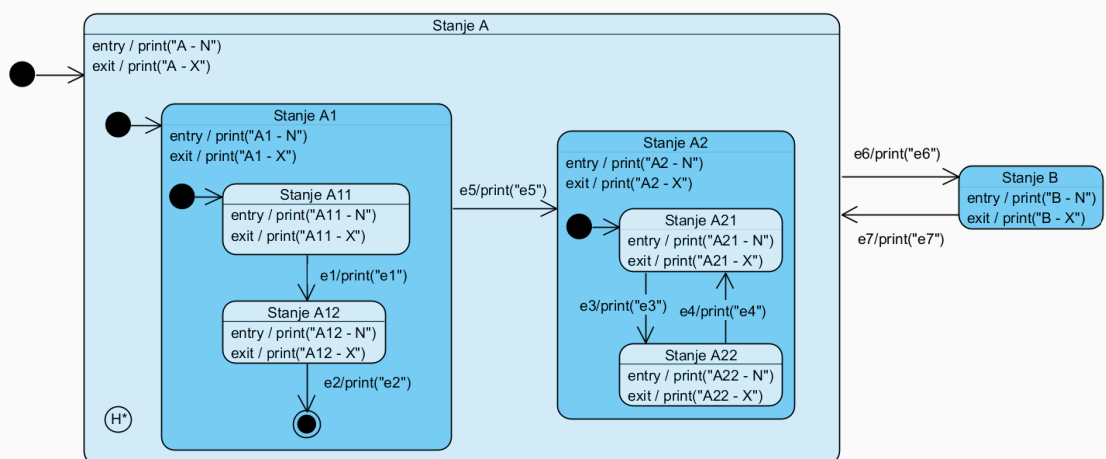 Stanje A
entry / print("A - N")
exit / print("A - X")
Stanje A1
entry / print("A1 - N")
exit / print("A1 - X")
Stanje A11
entry / print("A11 - N")
exit / print("A11 - X")
e1/print("e1")
Stanje A12
entry / print("A12 - N")
exit / print("A12 - X")
e2/print("e2")
H*
e5/print("e5")
Stanje A2
entry / print("A2 - N")
exit / print("A2 - X")
Stanje A21
entry / print("A21 - N")
exit / print("A21 - X")
e3/print("e3")
e4/print("e4")
Stanje A22
entry / print("A22 - N")
exit / print("A22 - X")
e6/print("e6")
Stanje B
entry / print("B - N")
exit / print("B - X")
e7/print("e7")